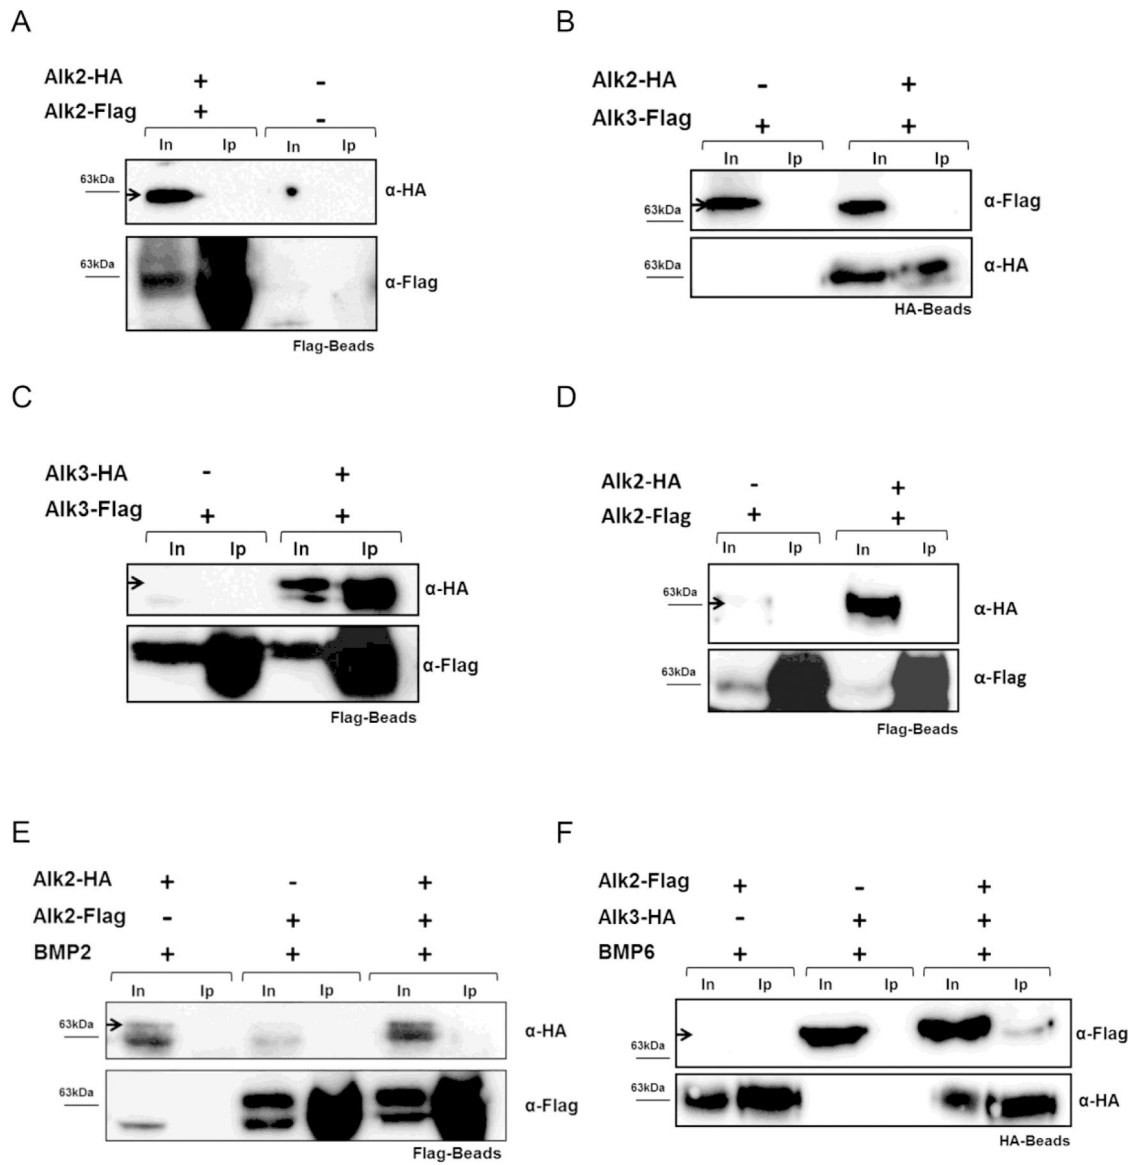 A
Alk2-HA + -
Alk2-Flag + -
In Ip In Ip
63kDa α-HA
63kDa α-Flag
Flag-Beads
B
Alk2-HA - +
Alk3-Flag + +
In Ip In Ip
63kDa α-Flag
63kDa α-HA
HA-Beads
C
Alk3-HA - +
Alk3-Flag + +
In Ip In Ip
α-HA
α-Flag
Flag-Beads
D
Alk2-HA - +
Alk2-Flag + +
In Ip In Ip
63kDa α-HA
63kDa α-Flag
Flag-Beads
E
Alk2-HA + - +
Alk2-Flag - + +
BMP2 + + +
In Ip In Ip In Ip
63kDa α-HA
63kDa α-Flag
Flag-Beads
F
Alk2-Flag + - +
Alk3-HA - + +
BMP6 + + +
In Ip In Ip In Ip
63kDa α-Flag
63kDa α-HA
HA-Beads